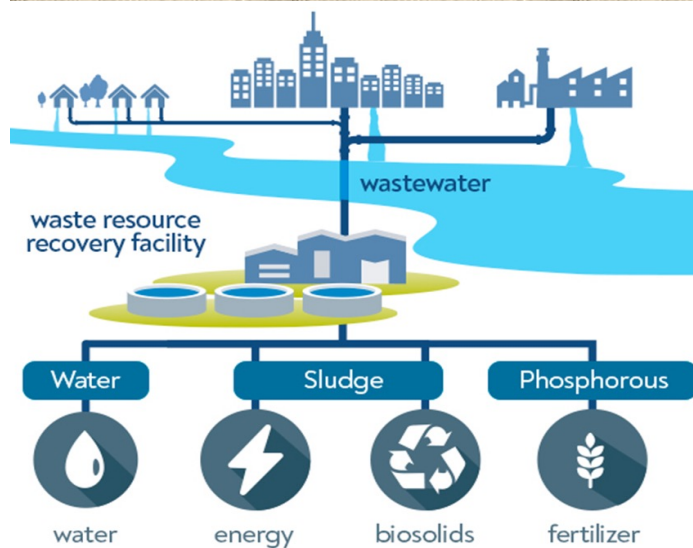 wastewater
waste resource
recovery facility
Water
Sludge
Phosphorous
water
energy
biosolids
fertilizer